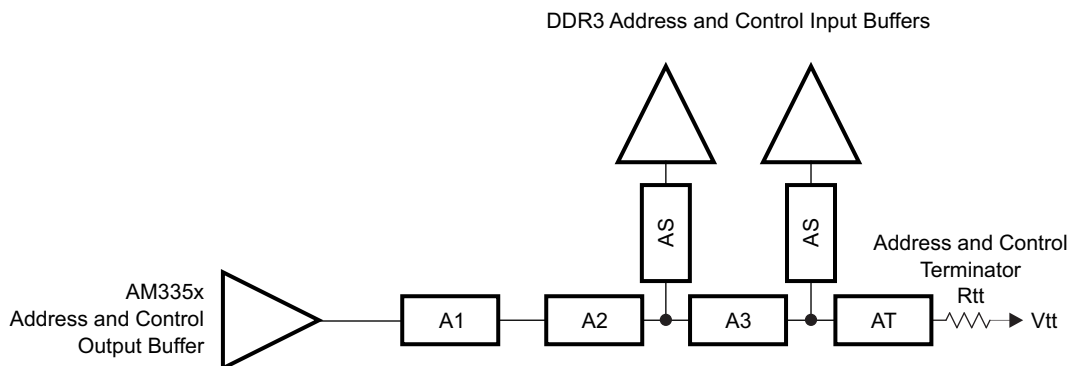 DDR3 Address and Control Input Buffers
AS
AS
Address and Control
Terminator
Rtt
AM335x
Address and Control
Output Buffer
A1
A2
A3
AT
Vtt